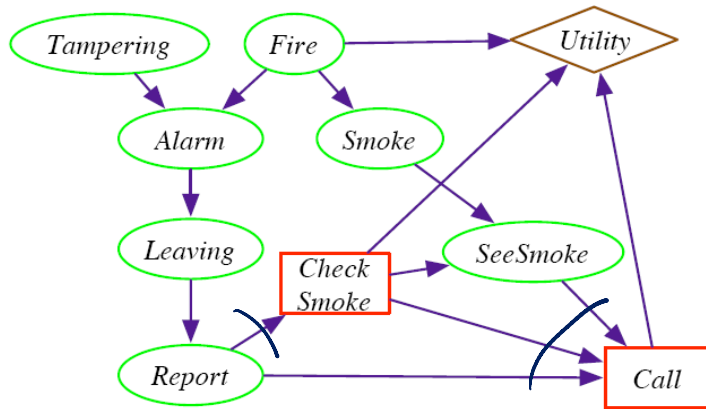 Tampering
Fire
Utility
Alarm
Smoke
Leaving
Check
Smoke
SeeSmoke
Report
Call